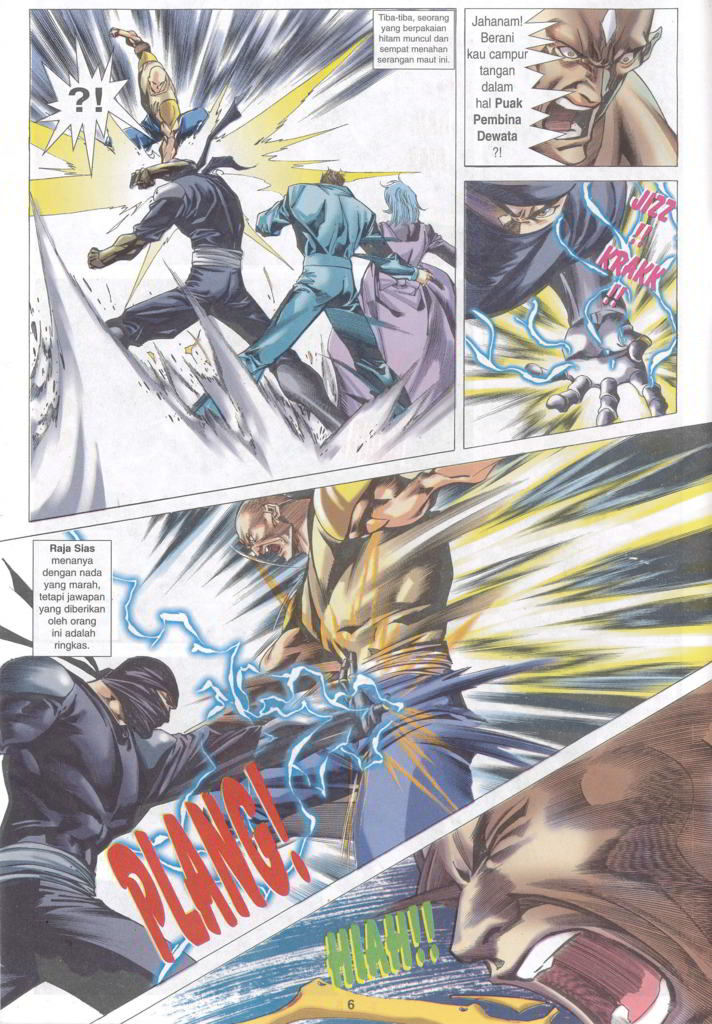 Tiba-tiba, seorang
yang berpakaian
hitam muncul dan
sempat menahan
serangan maut ini.
?!
Jahanam!
Berani
kau campur
tangan
dalam
hal Puak
Pembina
Dewata
?!
JIZZ
!!
KRAKK
!!
Raja Sias
menanya
dengan nada
yang marah,
tetapi jawapan
yang diberikan
oleh orang
ini adalah
ringkas.
PLANG!
HIAH!!
6